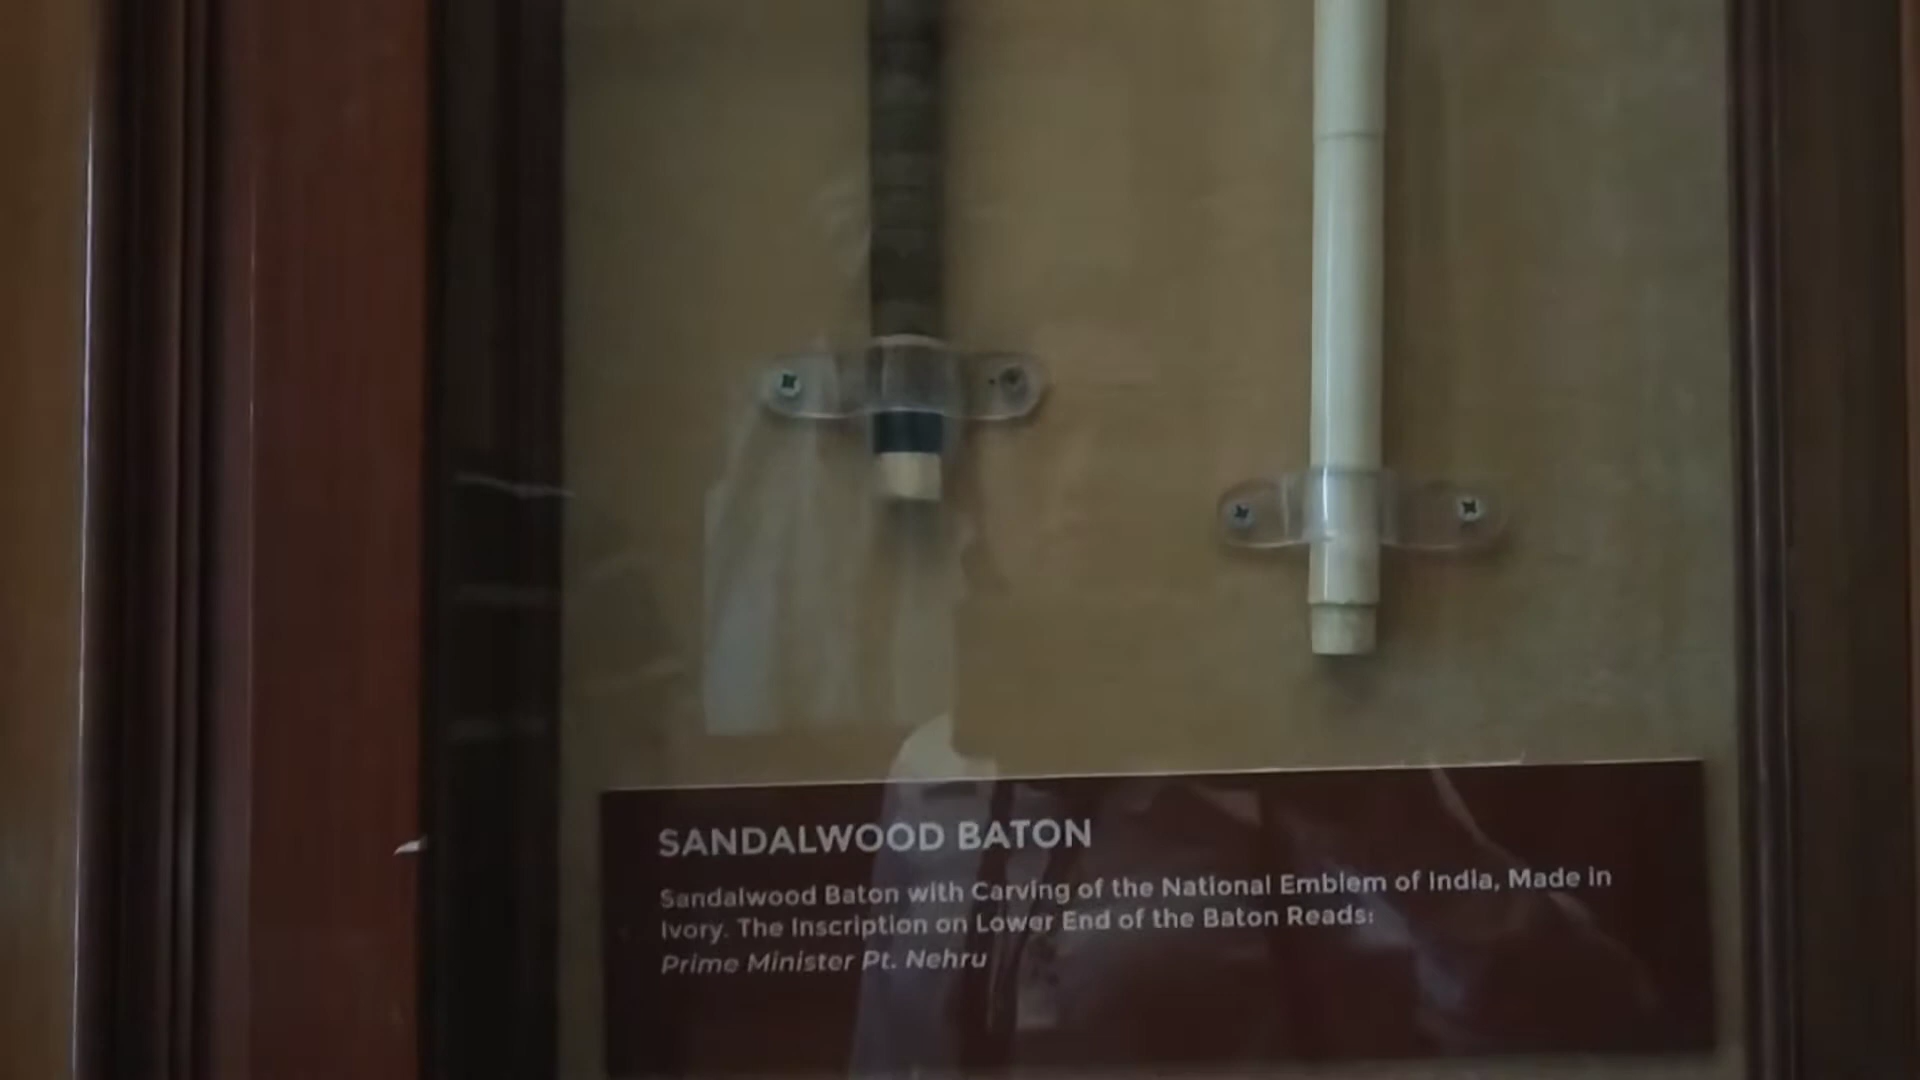 SANDALWOOD BATON
Sandalwood Baton with Carving of the National Emblem of India, Made in
Ivory. The Inscription on Lower End of the Baton Reads:
Prime Minister Pt. Nehru